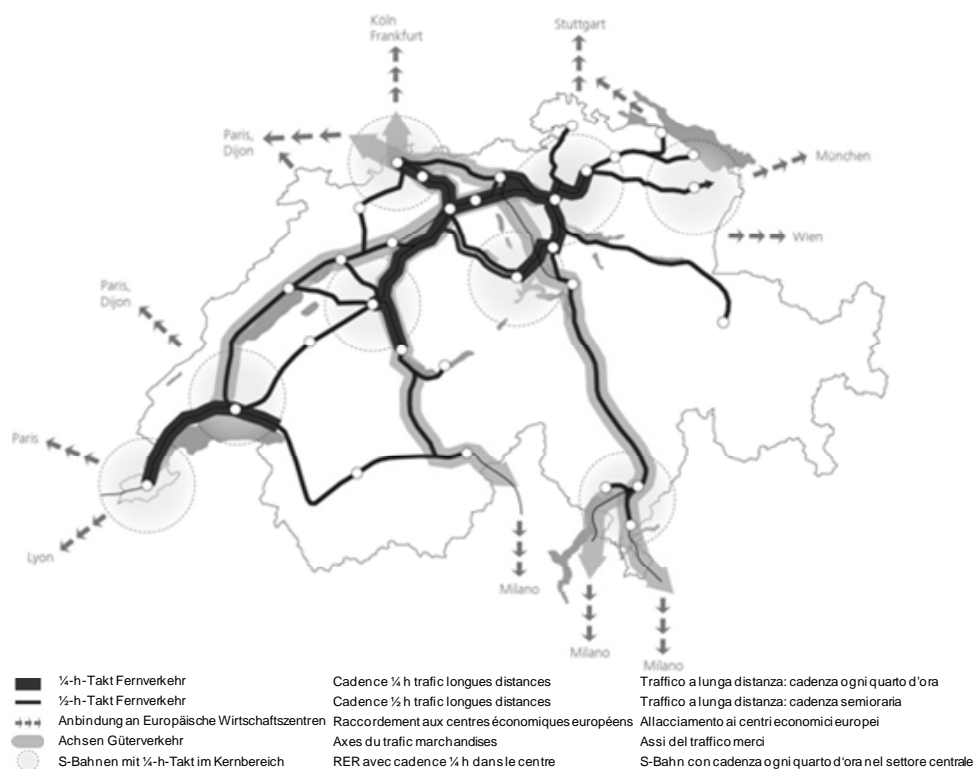 Köln
Frankfurt
Stuttgart
Paris,
Dijon
München
Wien
Paris,
Dijon
Paris
Lyon
Milano
Milano
Milano
¼-h-Takt Fernverkehr Cadence ¼ h trafic longues distances Traffico a lunga distanza: cadenza ogni quarto d'ora
½-h-Takt Fernverkehr Cadence ½ h trafic longues distances Traffico a lunga distanza: cadenza semioraria
Anbindung an Europäische Wirtschaftszentren Raccordement aux centres économiques européens Allacciamento ai centri economici europei
Achsen Güterverkehr Axes du trafic marchandises Assi del traffico merci
S-Bahnen mit ¼-h-Takt im Kernbereich RER avec cadence ¼ h dans le centre S-Bahn con cadenza ogni quarto d'ora nel settore centrale